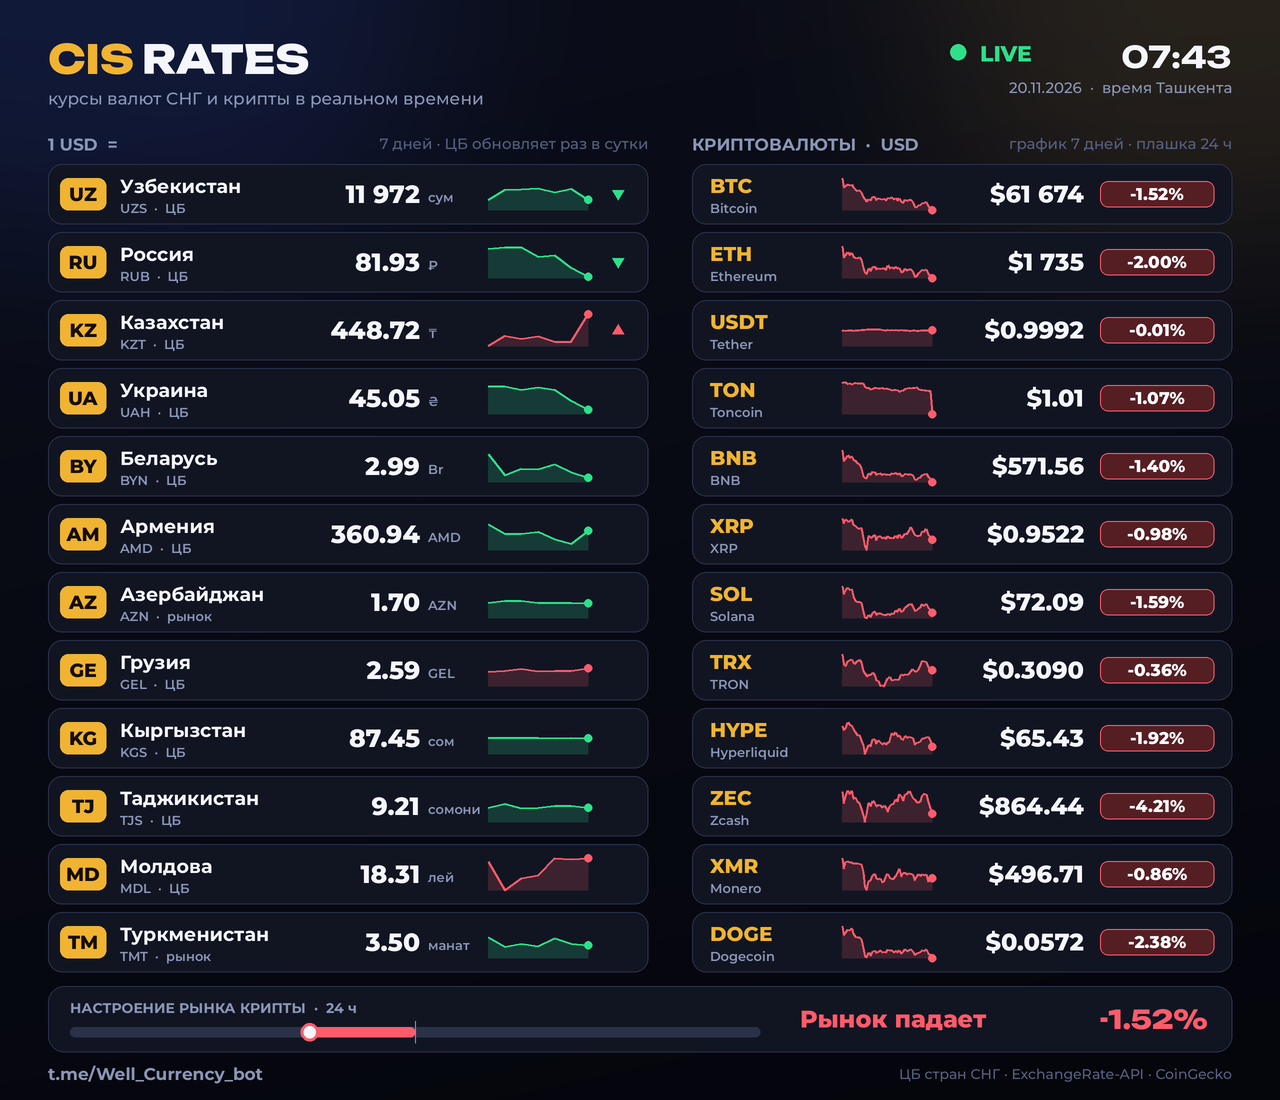 CIS RATES
курсы валют СНГ и крипты в реальном времени
LIVE 07:43
20.11.2026 · время Ташкента
1 USD = 7 дней · ЦБ обновляет раз в сутки
UZ Узбекистан 11 972 сум
UZS · ЦБ
RU Россия 81.93 ₽
RUB · ЦБ
KZ Казахстан 448.72 ₸
KZT · ЦБ
UA Украина 45.05 ₴
UAH · ЦБ
BY Беларусь 2.99 Br
BYN · ЦБ
AM Армения 360.94 AMD
AMD · ЦБ
AZ Азербайджан 1.70 AZN
AZN · рынок
GE Грузия 2.59 GEL
GEL · ЦБ
KG Кыргызстан 87.45 сом
KGS · ЦБ
TJ Таджикистан 9.21 сомони
TJS · ЦБ
MD Молдова 18.31 лей
MDL · ЦБ
TM Туркменистан 3.50 манат
TMT · рынок
КРИПТОВАЛЮТЫ · USD график 7 дней · плашка 24 ч
BTC $61 674 -1.52%
Bitcoin
ETH $1 735 -2.00%
Ethereum
USDT $0.9992 -0.01%
Tether
TON $1.01 -1.07%
Toncoin
BNB $571.56 -1.40%
BNB
XRP $0.9522 -0.98%
XRP
SOL $72.09 -1.59%
Solana
TRX $0.3090 -0.36%
TRON
HYPE $65.43 -1.92%
Hyperliquid
ZEC $864.44 -4.21%
Zcash
XMR $496.71 -0.86%
Monero
DOGE $0.0572 -2.38%
Dogecoin
НАСТРОЕНИЕ РЫНКА КРИПТЫ · 24 ч
Рынок падает -1.52%
t.me/Well_Currency_bot
ЦБ стран СНГ · ExchangeRate-API · CoinGecko